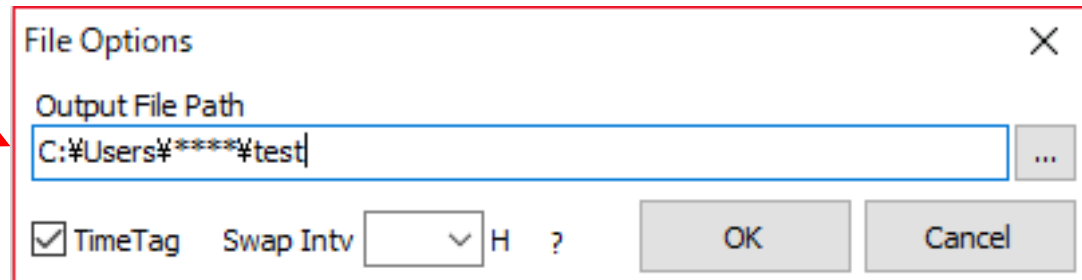 File Options
Output File Path
C:¥Users¥****¥test
...
TimeTag Swap Intv H ? OK Cancel